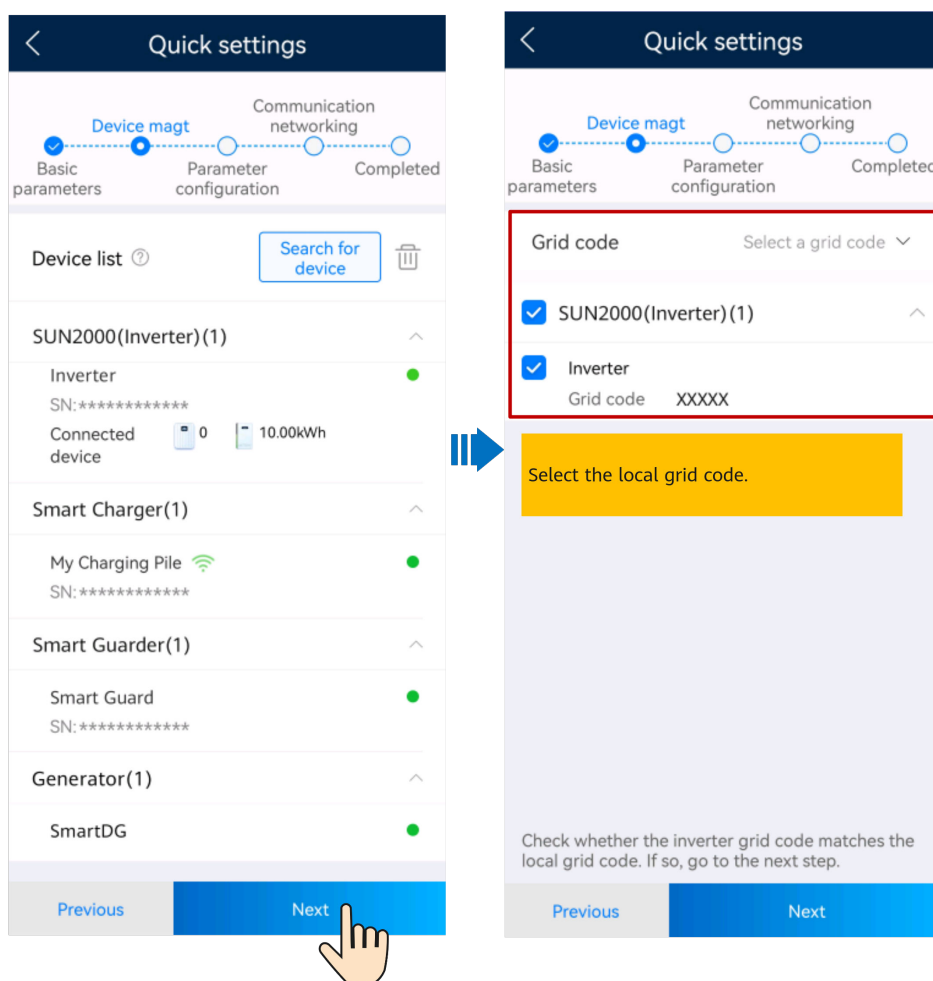 Quick settings
Communication
Device magt networking
Basic Parameter Completed
parameters configuration
Device list
Search for
device
SUN2000(Inverter)(1)
Inverter
SN:************
Connected 0 10.00kWh
device
Smart Charger(1)
My Charging Pile
SN:************
Smart Guarder(1)
Smart Guard
SN:************
Generator(1)
SmartDG
Previous Next
Quick settings
Communication
Device magt networking
Basic Parameter Completed
parameters configuration
Grid code Select a grid code
SUN2000(Inverter)(1)
Inverter
Grid code XXXXX
Select the local grid code.
Check whether the inverter grid code matches the
local grid code. If so, go to the next step.
Previous Next